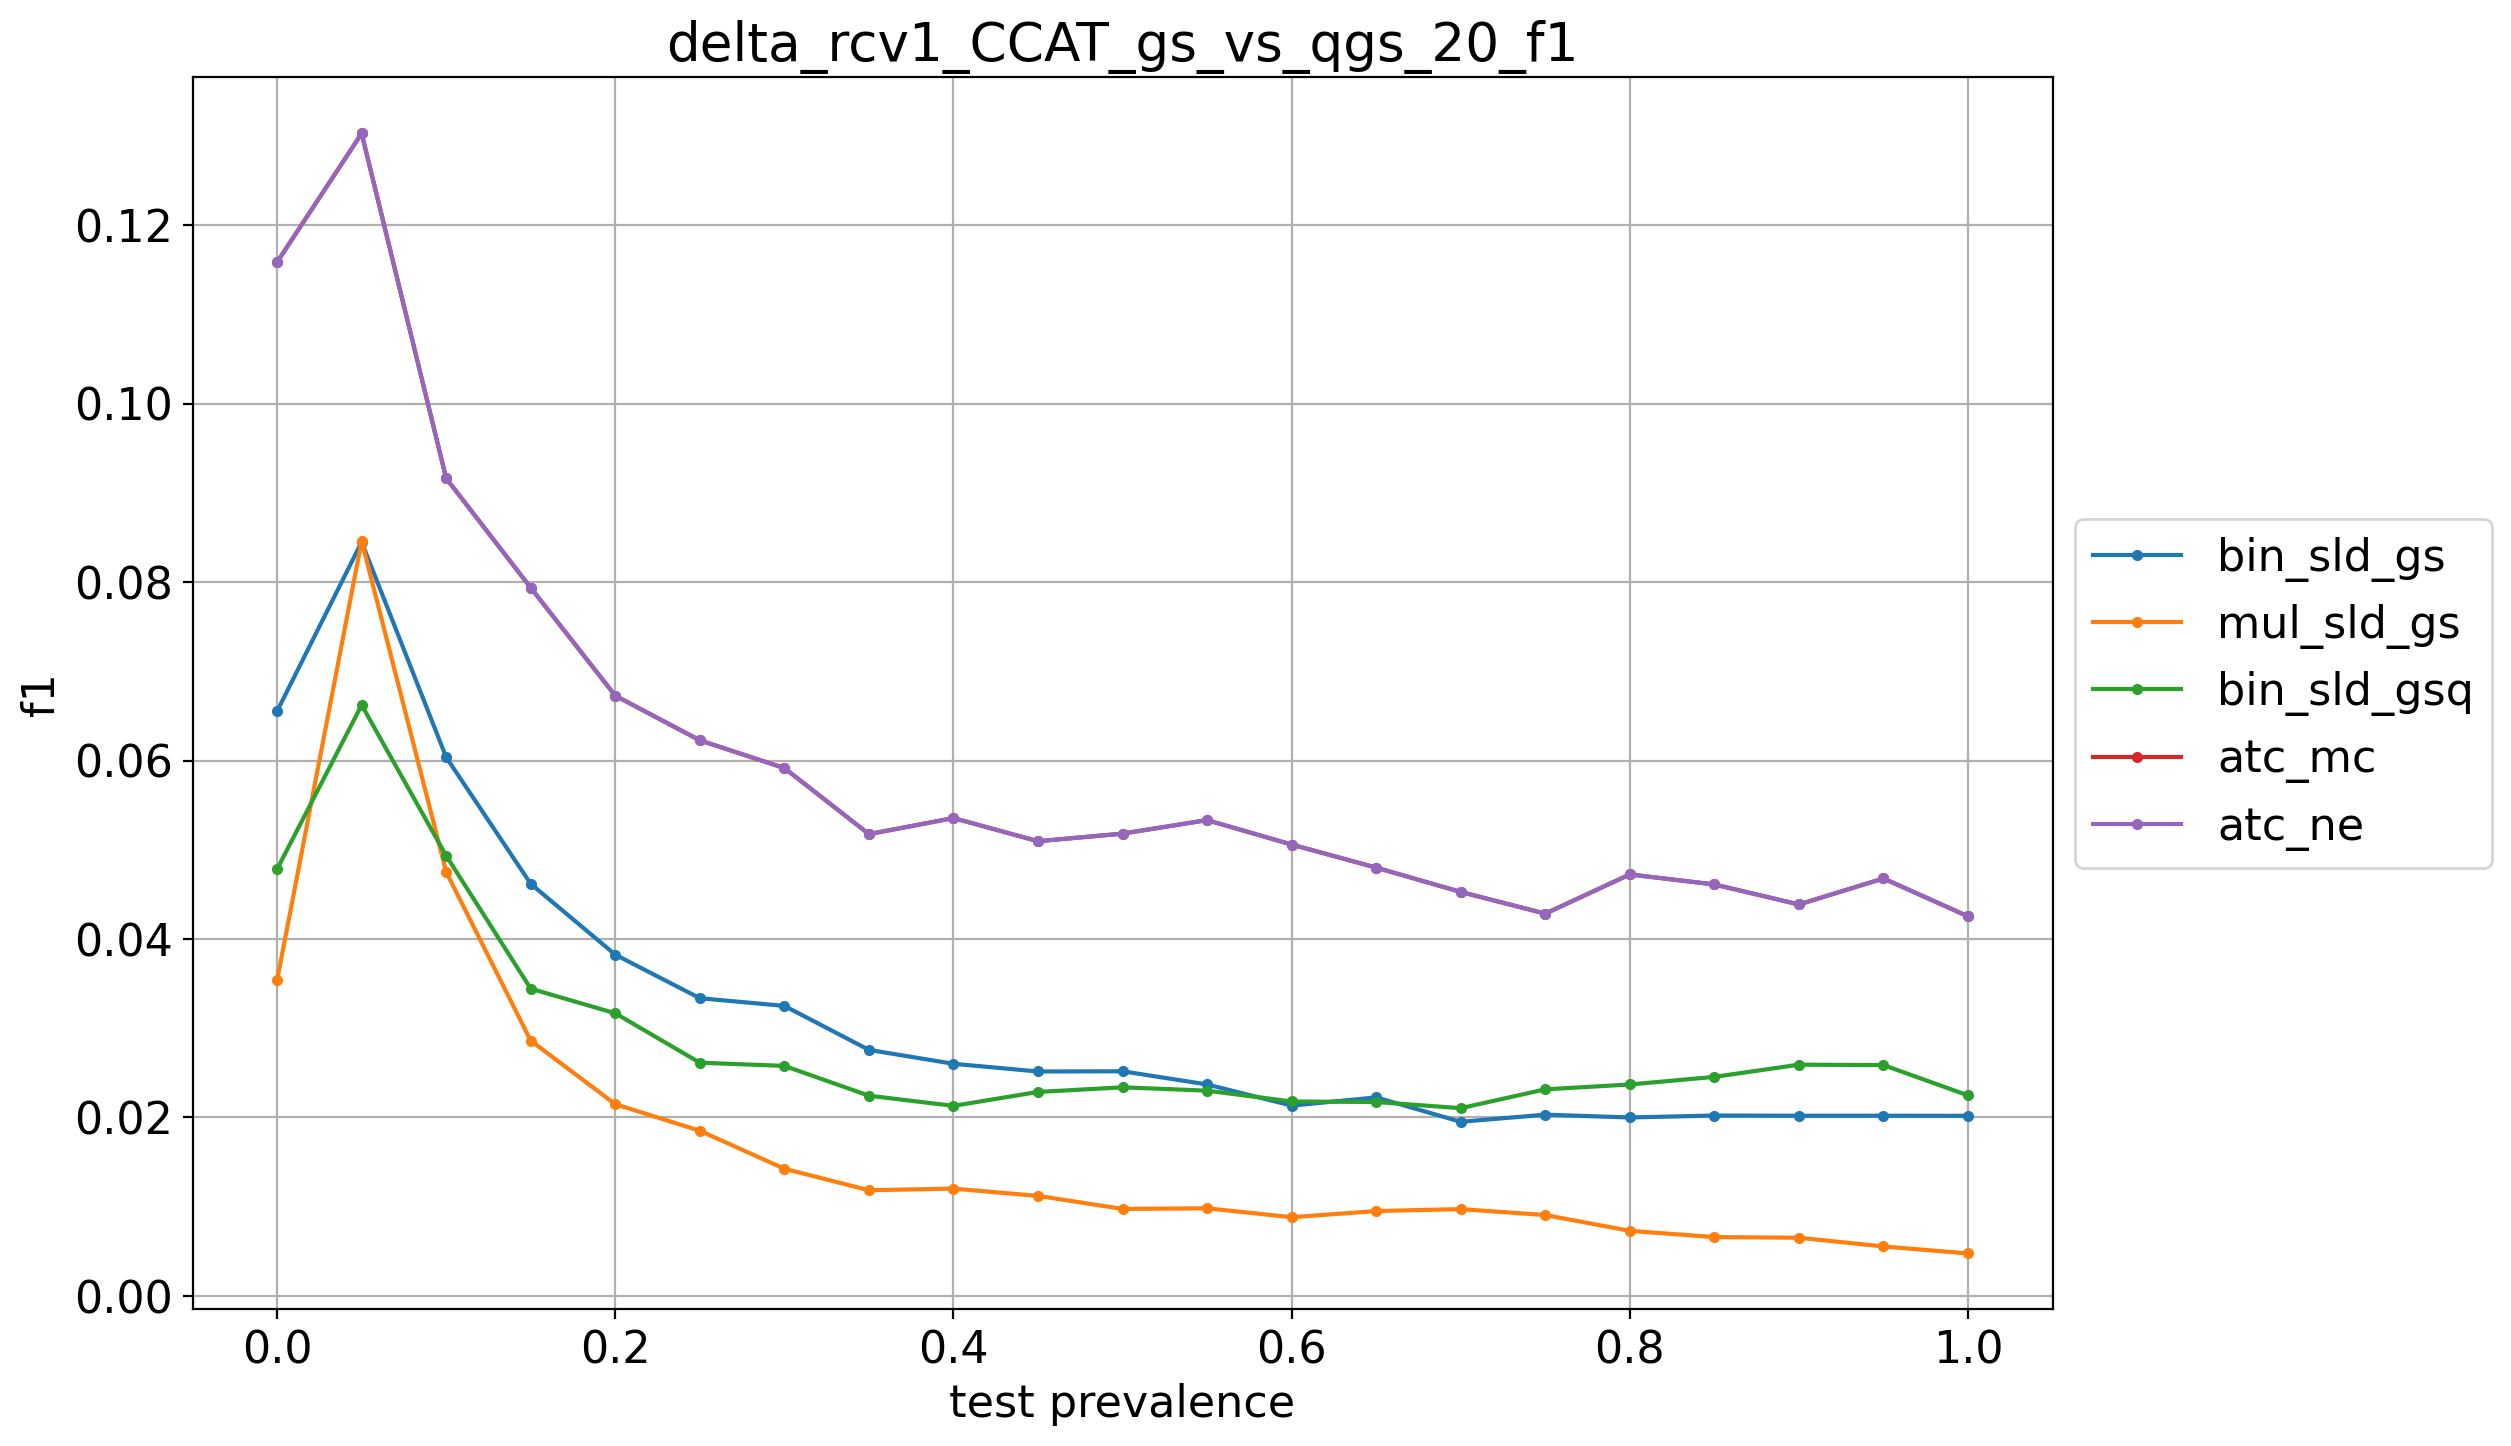 delta_rcv1_CCAT_gs_vs_qgs_20_f1
0.12
0.10
0.08
0.06
0.04
0.02
0.00
f1
0.0 0.2 0.4 0.6 0.8 1.0
test prevalence
bin_sld_gs
mul_sld_gs
bin_sld_gsq
atc_mc
atc_ne